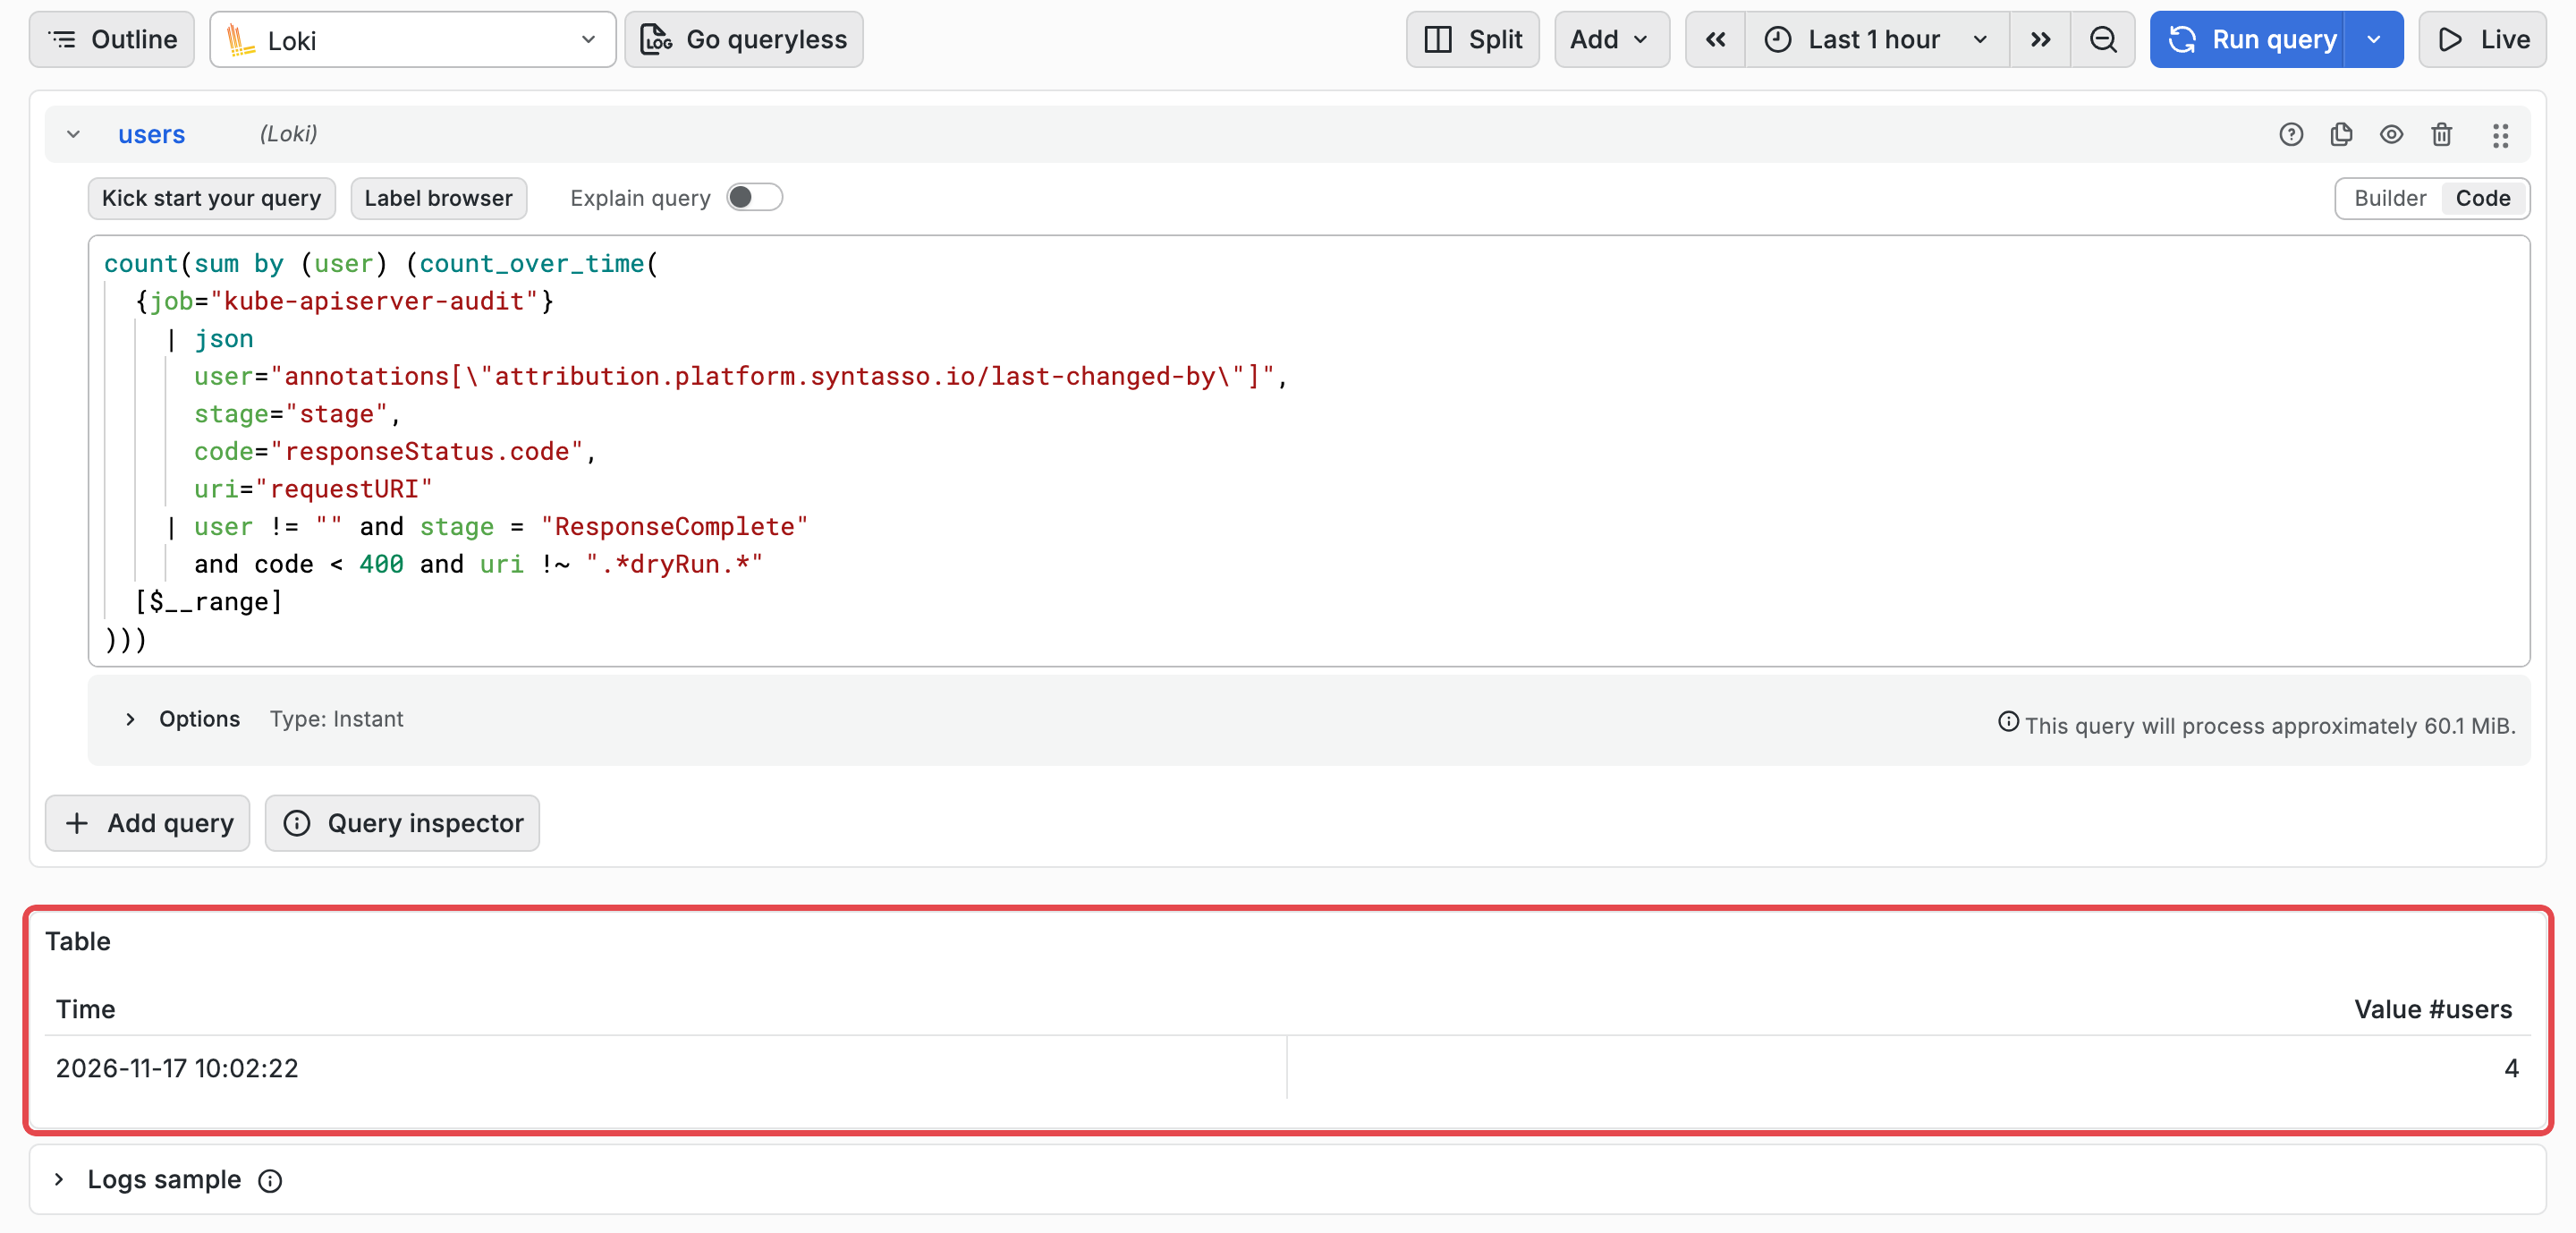 Outline Loki Go queryless Split Add Last 1 hour Run query Live
users (Loki)
Kick start your query Label browser Explain query Builder Code
count(sum by (user) (count_over_time(
{job="kube-apiserver-audit"}
| json
user="annotations[\"attribution.platform.syntasso.io/last-changed-by\"]",
stage="stage",
code="responseStatus.code",
uri="requestURI"
| user != "" and stage = "ResponseComplete"
and code < 400 and uri !~ ".*dryRun.*"
[$__range]
)))
Options Type: Instant This query will process approximately 60.1 MiB.
Add query Query inspector
Table
Time Value #users
2026-11-17 10:02:22 4
Logs sample